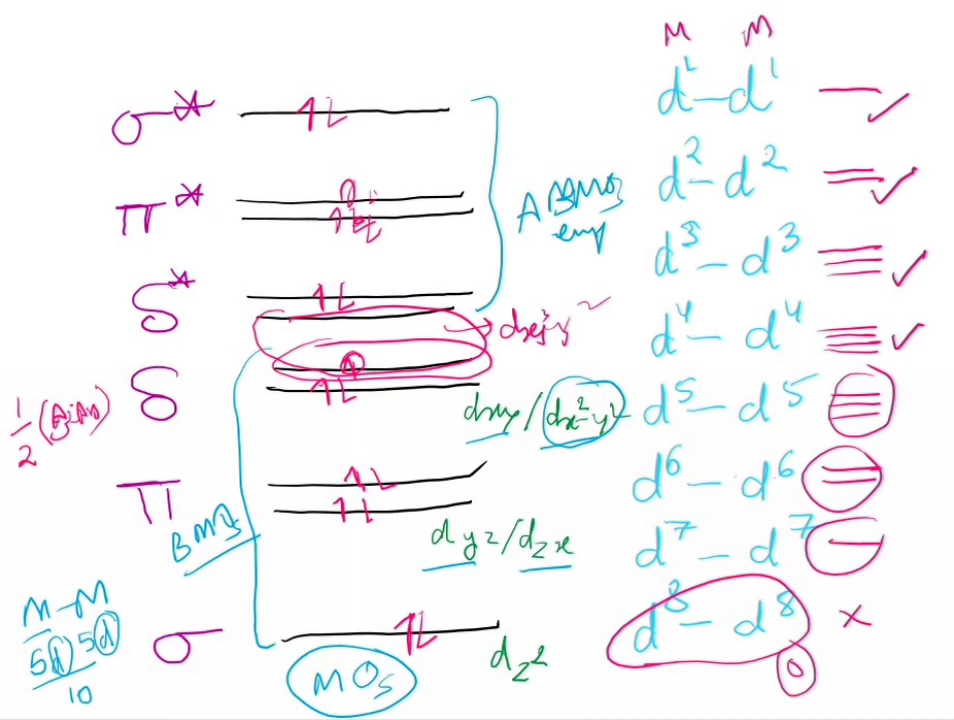 M M
d¹–d¹
σ*
d²–d²
π*
ABMOs
d³–d³
δ*
d⁴–d⁴
δ
1/2
dxy/dx²-y²
d⁵–d⁵
d⁶–d⁶
π
BMOs
dyz/dzx
d⁷–d⁷
M–M
5d 5d
10
d⁸–d⁸ ×
σ
dz²
0
MOs